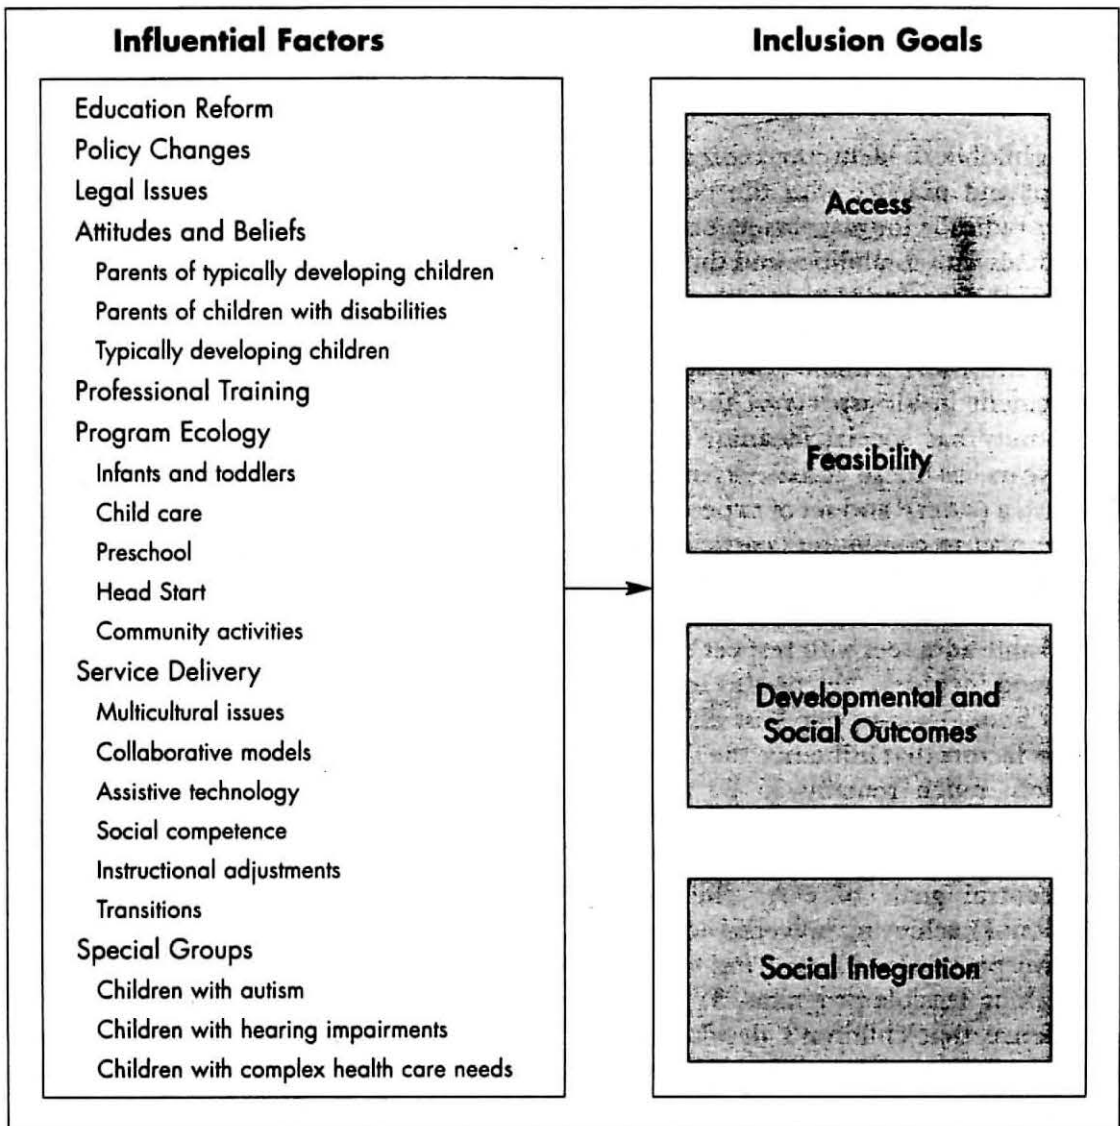 Influential Factors
Education Reform
Policy Changes
Legal Issues
Attitudes and Beliefs
Parents of typically developing children
Parents of children with disabilities
Typically developing children
Professional Training
Program Ecology
Infants and toddlers
Child care
Preschool
Head Start
Community activities
Service Delivery
Multicultural issues
Collaborative models
Assistive technology
Social competence
Instructional adjustments
Transitions
Special Groups
Children with autism
Children with hearing impairments
Children with complex health care needs
Inclusion Goals
Access
Feasibility
Developmental and
Social Outcomes
Social Integration